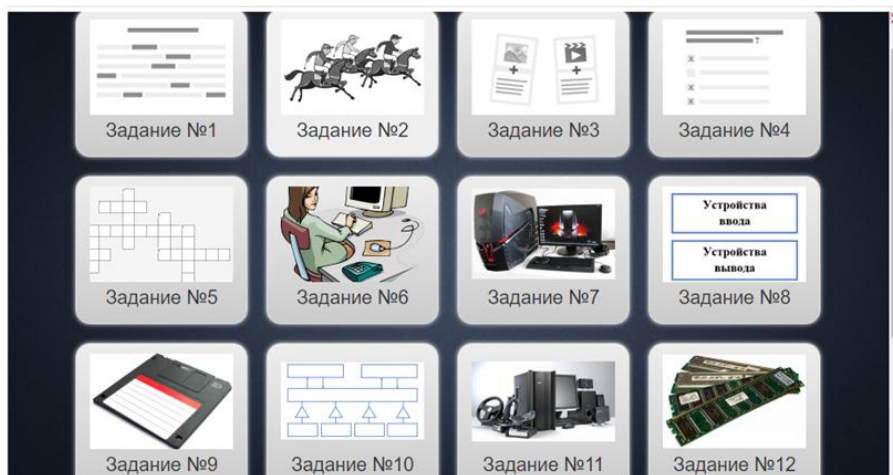 Задание №1
Задание №2
Задание №3
Задание №4
Устройства
ввода
Устройства
вывода
Задание №5
Задание №6
Задание №7
Задание №8
Задание №9
Задание №10
Задание №11
Задание №12